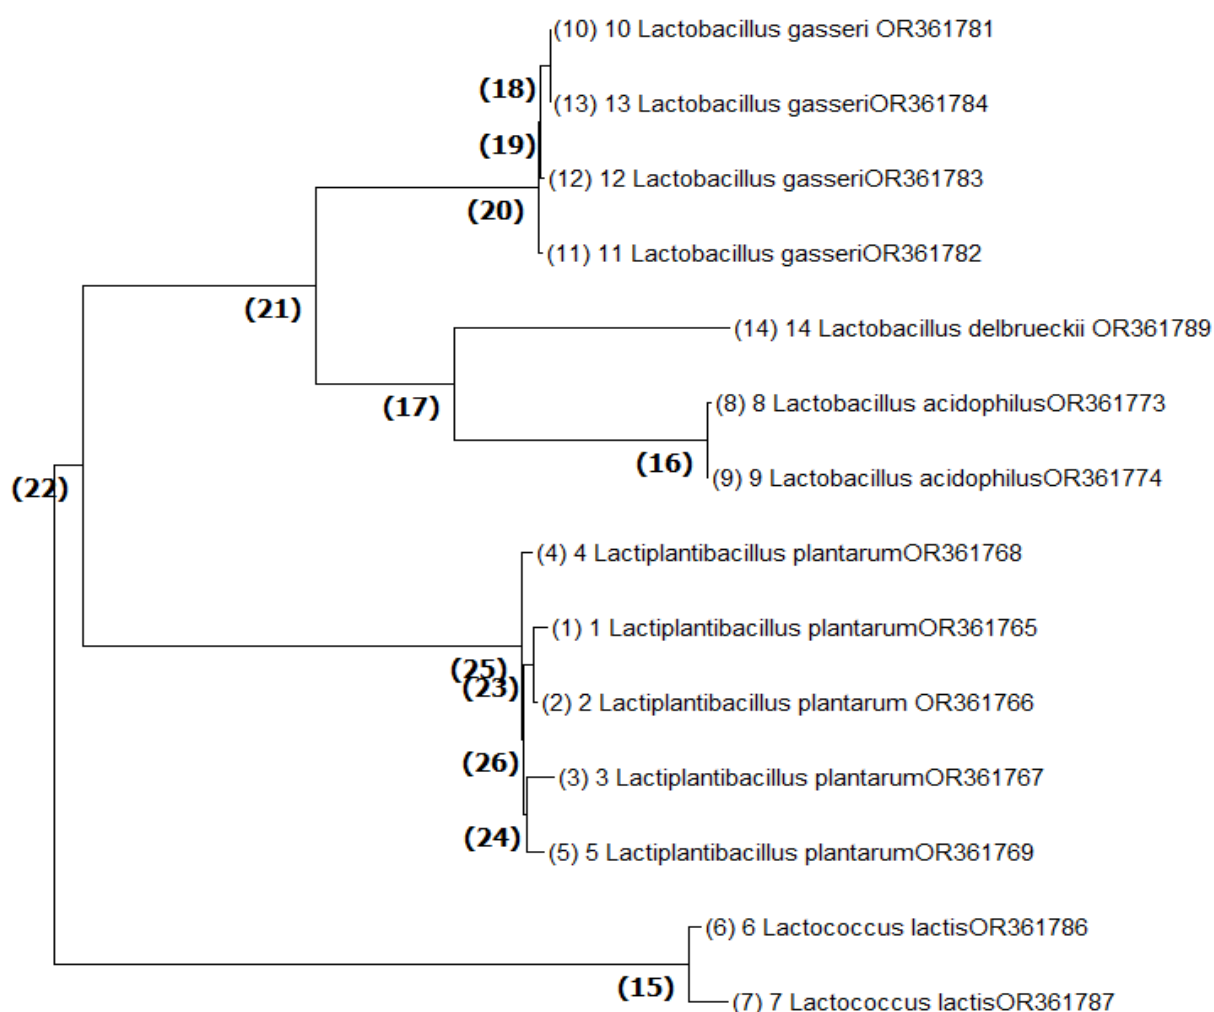 (10) 10 Lactobacillus gasseri OR361781
(18)
(13) 13 Lactobacillus gasseriOR361784
(19)
(12) 12 Lactobacillus gasseriOR361783
(20)
(11) 11 Lactobacillus gasseriOR361782
(21)
(14) 14 Lactobacillus delbrueckii OR361789
(17)
(8) 8 Lactobacillus acidophilusOR361773
(16)
(9) 9 Lactobacillus acidophilusOR361774
(22)
(4) 4 Lactiplantibacillus plantarumOR361768
(1) 1 Lactiplantibacillus plantarumOR361765
(25)
(23)
(2) 2 Lactiplantibacillus plantarum OR361766
(26)
(3) 3 Lactiplantibacillus plantarumOR361767
(24)
(5) 5 Lactiplantibacillus plantarumOR361769
(6) 6 Lactococcus lactisOR361786
(15)
(7) 7 Lactococcus lactisOR361787